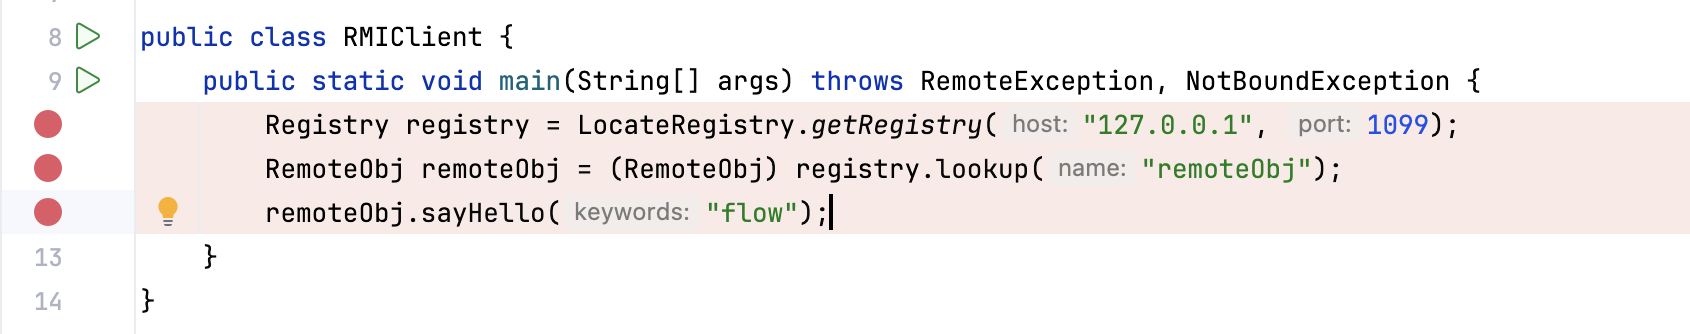 8 public class RMIClient {
9 public static void main(String[] args) throws RemoteException, NotBoundException {
Registry registry = LocateRegistry.getRegistry( host: "127.0.0.1", port: 1099);
RemoteObj remoteObj = (RemoteObj) registry.lookup( name: "remoteObj");
remoteObj.sayHello( keywords: "flow");
13 }
14 }